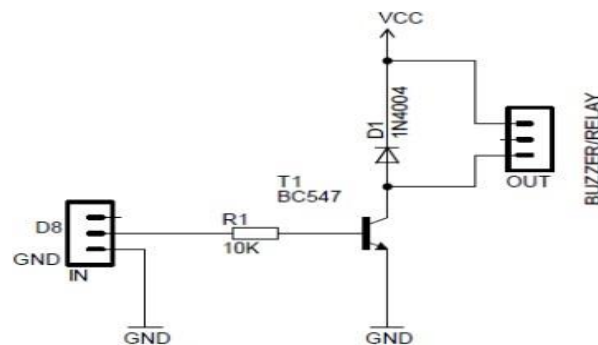 VCC
D1
1N4004
BUZZER/RELAY
OUT
T1
BC547
D8
R1
10K
GND
IN
GND
GND